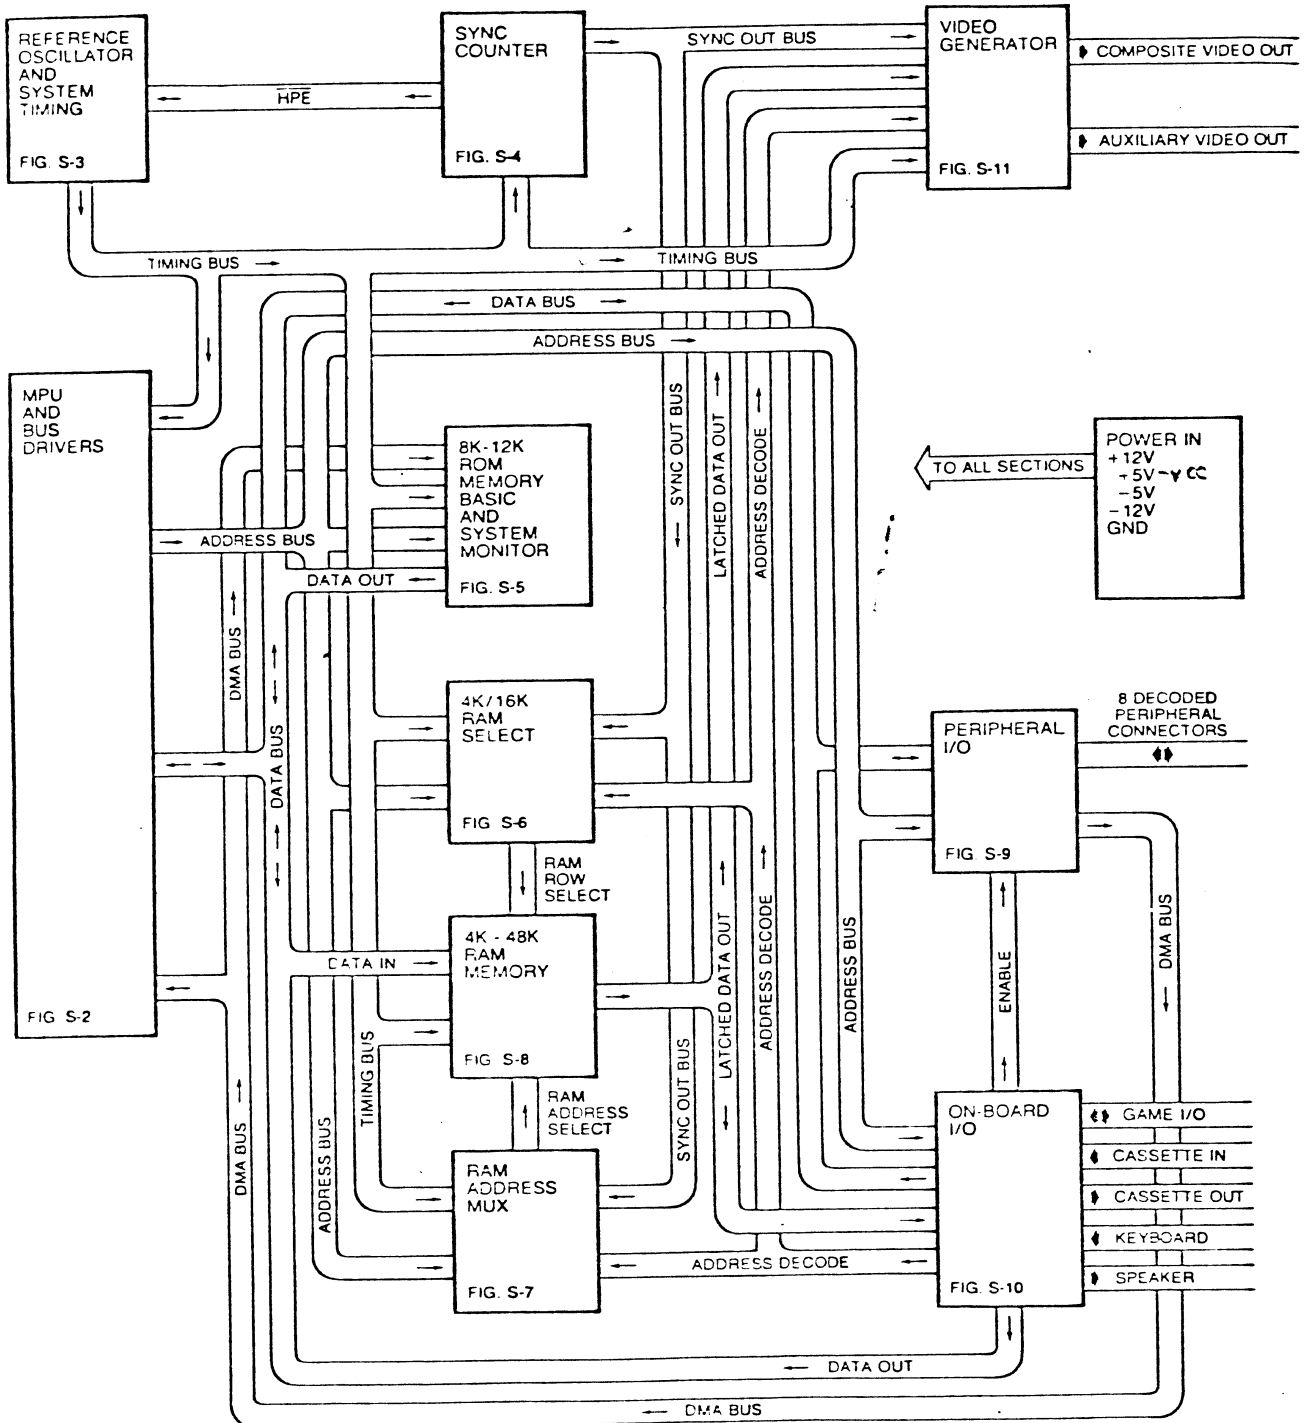 REFERENCE
OSCILLATOR
AND
SYSTEM
TIMING
FIG. S-3
HPE
SYNC
COUNTER
FIG. S-4
SYNC OUT BUS
VIDEO
GENERATOR
FIG. S-11
COMPOSITE VIDEO OUT
AUXILIARY VIDEO OUT
TIMING BUS
TIMING BUS
DATA BUS
ADDRESS BUS
MPU
AND
BUS
DRIVERS
FIG S-2
8K-12K
ROM
MEMORY
BASIC
AND
SYSTEM
MONITOR
FIG. S-5
ADDRESS BUS
DATA OUT
DMA BUS
DATA BUS
SYNC OUT BUS
LATCHED DATA OUT
ADDRESS DECODE
TO ALL SECTIONS
POWER IN
+12V
+5V
-5V
-12V
GND
4K/16K
RAM
SELECT
FIG S-6
RAM
ROW
SELECT
PERIPHERAL
I/O
FIG. S-9
8 DECODED
PERIPHERAL
CONNECTORS
4K - 48K
RAM
MEMORY
FIG. S-8
DATA IN
TIMING BUS
RAM
ADDRESS
SELECT
SYNC OUT BUS
LATCHED DATA OUT
ADDRESS DECODE
ADDRESS BUS
ENABLE
DMA BUS
DMA BUS
ADDRESS BUS
RAM
ADDRESS
MUX
FIG. S-7
ADDRESS DECODE
ON-BOARD
I/O
FIG. S-10
GAME I/O
CASSETTE IN
CASSETTE OUT
KEYBOARD
SPEAKER
DATA OUT
DMA BUS